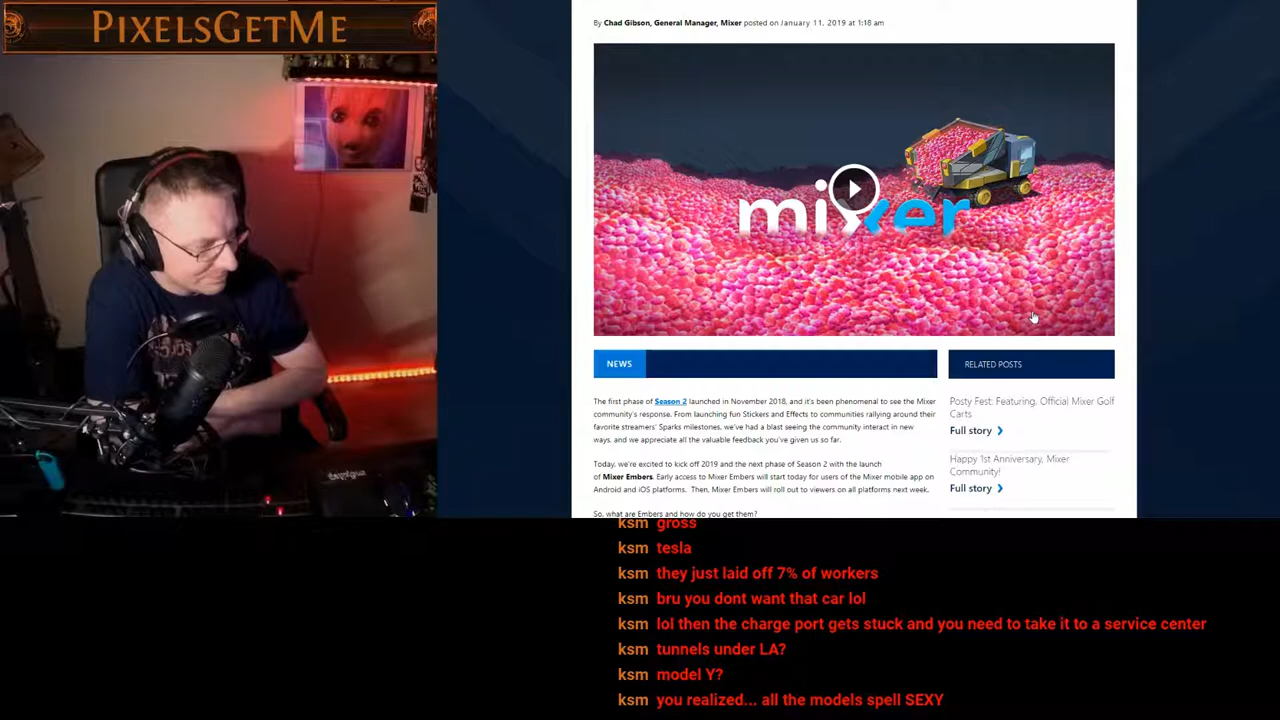 PIXELSGETME
By Chad Gibson, General Manager, Mixer posted on January 11, 2019 at 1:18 am
mixer
NEWS
The first phase of Season 2 launched in November 2018, and it's been phenomenal to see the Mixer
community's response. From launching fun Stickers and Effects to communities rallying around their
favorite streamers' Sparks milestones, we've had a blast seeing the community interact in new
ways, and we appreciate all the valuable feedback you've given us so far.
Today, we're excited to kick off 2019 and the next phase of Season 2 with the launch
of Mixer Embers. Early access to Mixer Embers will start today for users of the Mixer mobile app on
Android and iOS platforms. Then, Mixer Embers will roll out to viewers on all platforms next week.
So, what are Embers and how do you get them?
RELATED POSTS
Posty Fest: Featuring, Official Mixer Golf
Carts
Full story
Happy 1st Anniversary, Mixer
Community!
Full story
ksm gross
ksm tesla
ksm they just laid off 7% of workers
ksm bru you dont want that car lol
ksm lol then the charge port gets stuck and you need to take it to a service center
ksm tunnels under LA?
ksm model Y?
ksm you realized... all the models spell SEXY